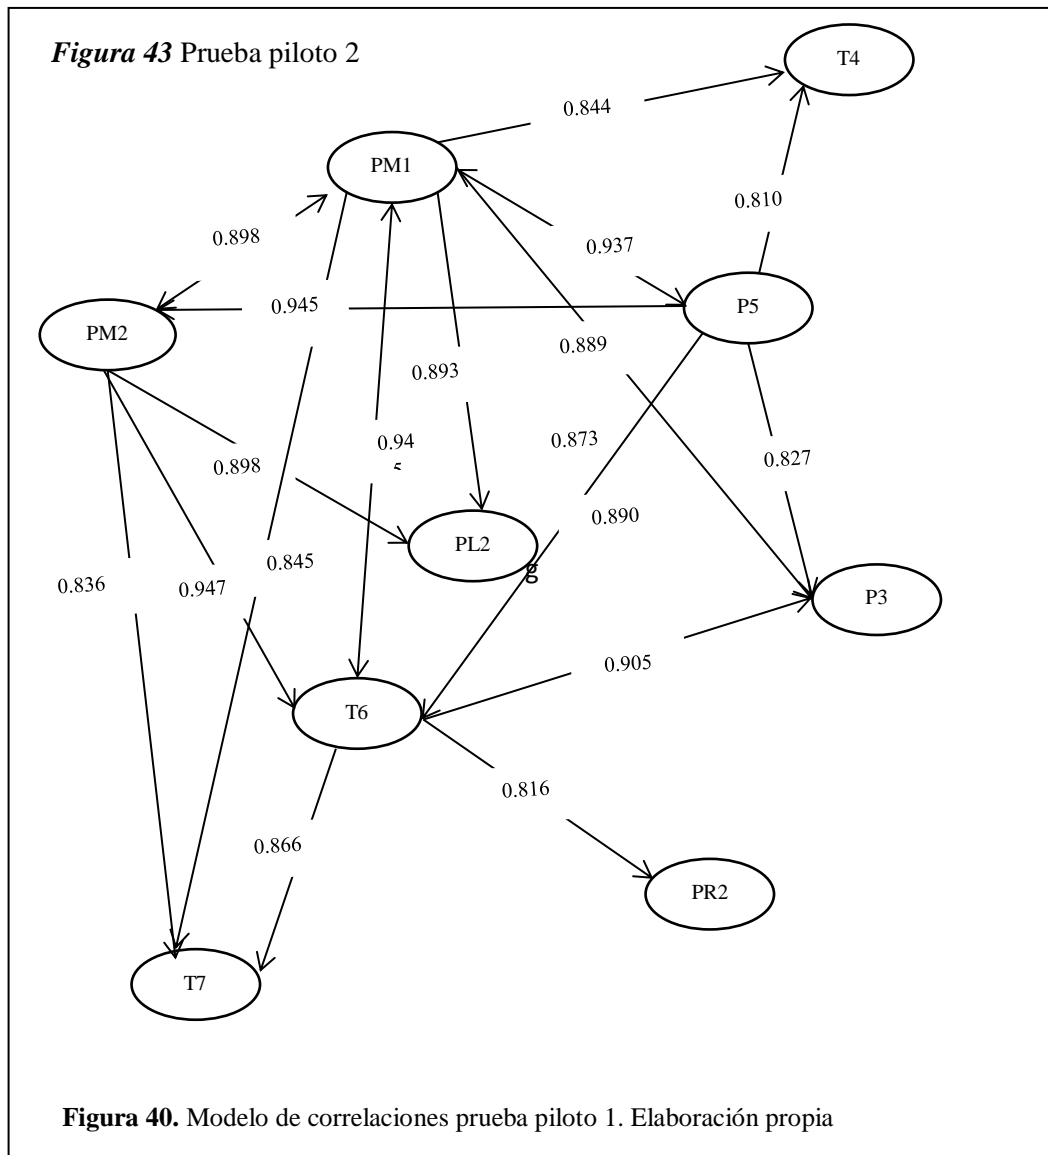 Figura 43 Prueba piloto 2
T4
0.844
PM1
0.810
0.898
0.937
0.945
P5
PM2
0.889
0.893
0.94
0.873
0.898
0.827
0.890
PL2
g
0.845
0.836
0.947
P3
0.905
T6
0.816
0.866
PR2
T7
Figura 40. Modelo de correlaciones prueba piloto 1. Elaboración propia